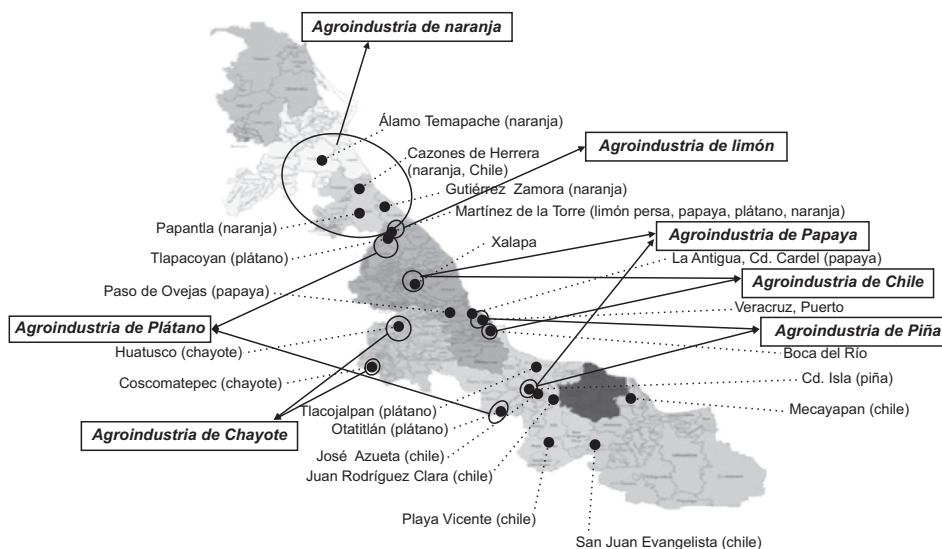 Agroindustria de naranja
Álamo Temapache (naranja)
Agroindustria de limón
Cazones de Herrera
(naranja, Chile)
Gutiérrez Zamora (naranja)
Martínez de la Torre (limón persa, papaya, plátano, naranja)
Papantla (naranja)
Agroindustria de Papaya
Xalapa
Tlapacoyan (plátano)
La Antigua, Cd. Cardel (papaya)
Agroindustria de Chile
Paso de Ovejas (papaya)
Veracruz, Puerto
Agroindustria de Plátano
Agroindustria de Piña
Huatusco (chayote)
Boca del Río
Coscomatepec (chayote)
Cd. Isla (piña)
Tlacojalpan (plátano)
Mecayapan (chile)
Otatitlán (plátano)
Agroindustria de Chayote
José Azueta (chile)
Juan Rodríguez Clara (chile)
Playa Vicente (chile)
San Juan Evangelista (chile)